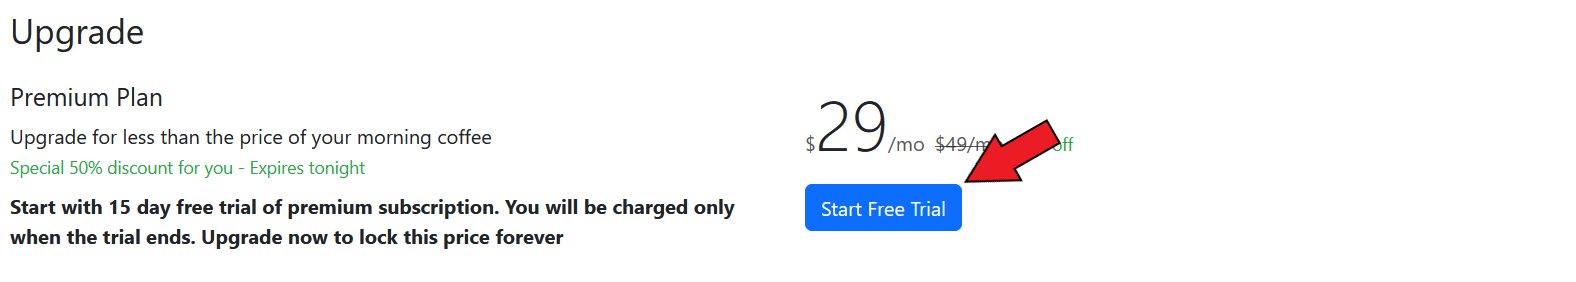 Upgrade
Premium Plan
Upgrade for less than the price of your morning coffee
Special 50% discount for you - Expires tonight
Start with 15 day free trial of premium subscription. You will be charged only
when the trial ends. Upgrade now to lock this price forever
$29/mo $49/m off
Start Free Trial